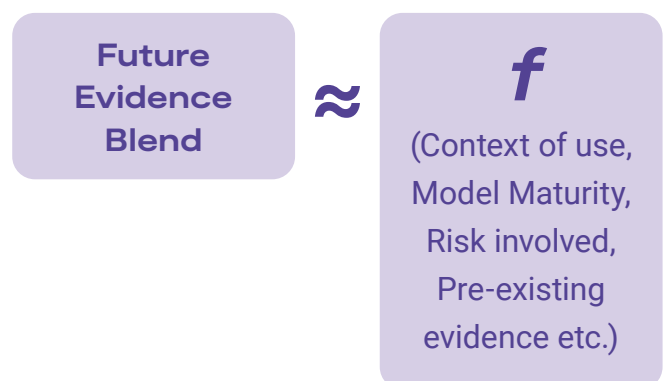 Future
Evidence
Blend
≈
f
(Context of use,
Model Maturity,
Risk involved,
Pre-existing
evidence etc.)